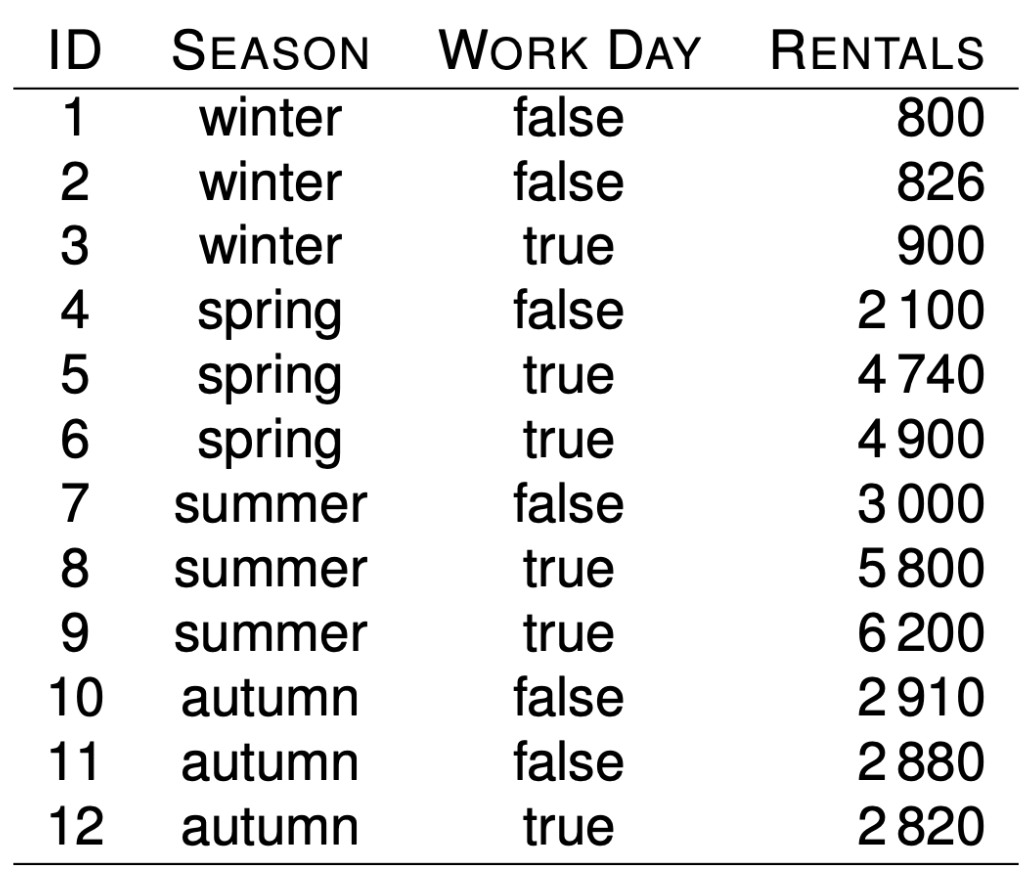 ID SEASON WORK DAY RENTALS
1 winter false 800
2 winter false 826
3 winter true 900
4 spring false 2 100
5 spring true 4 740
6 spring true 4 900
7 summer false 3 000
8 summer true 5 800
9 summer true 6 200
10 autumn false 2 910
11 autumn false 2 880
12 autumn true 2 820